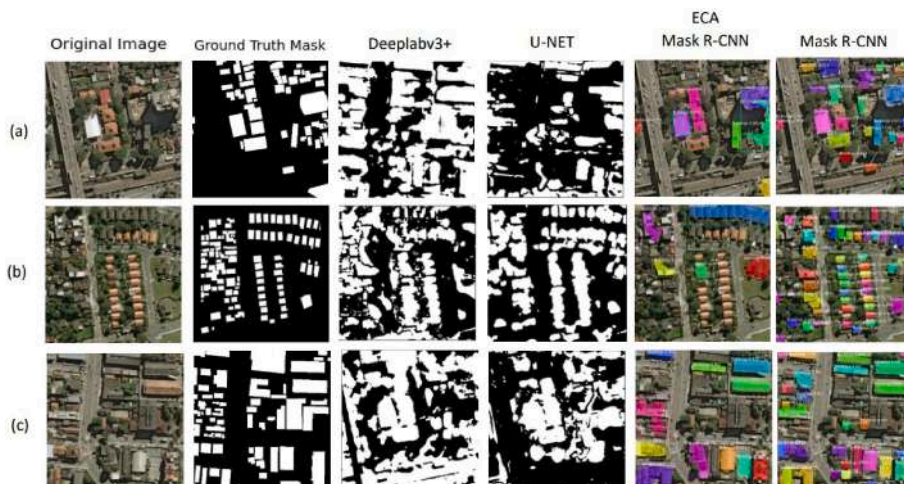 Original Image
Ground Truth Mask
Deeplabv3+
U-NET
ECA
Mask R-CNN
Mask R-CNN
(a)
(b)
(c)